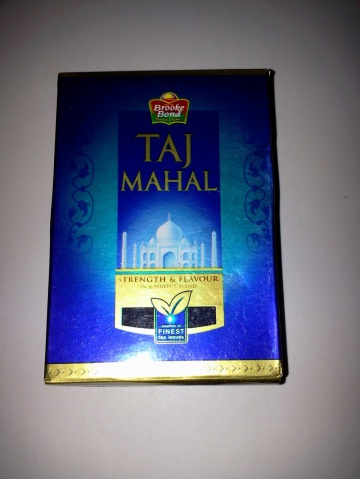 Brooke
Bond
TAJ
MAHAL
STRENGTH & FLAVOUR
IN A PERFECT BLEND
FINEST
tea leaves